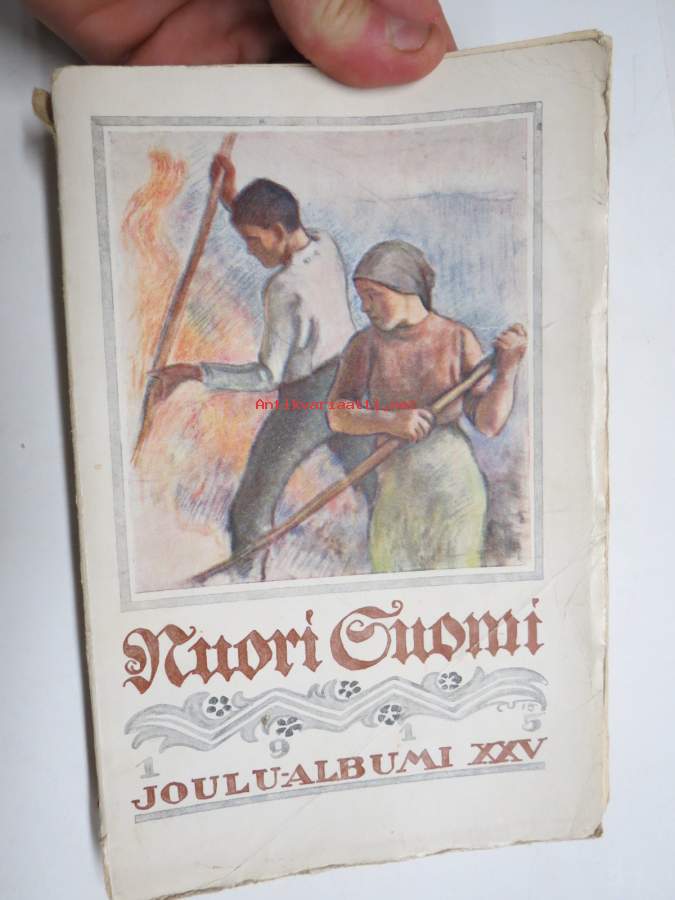 Antikvariaatti.net
Nuori Suomi
1915
JOULU-ALBUMI XXV